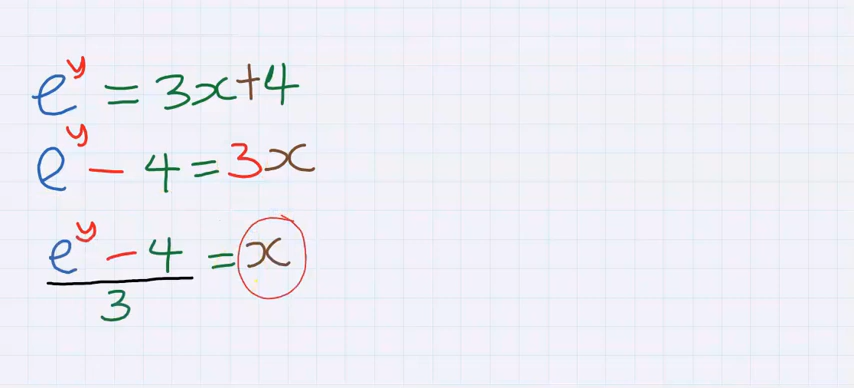 e^y = 3x+4
e^y - 4 = 3x
(e^y - 4)/3 = x